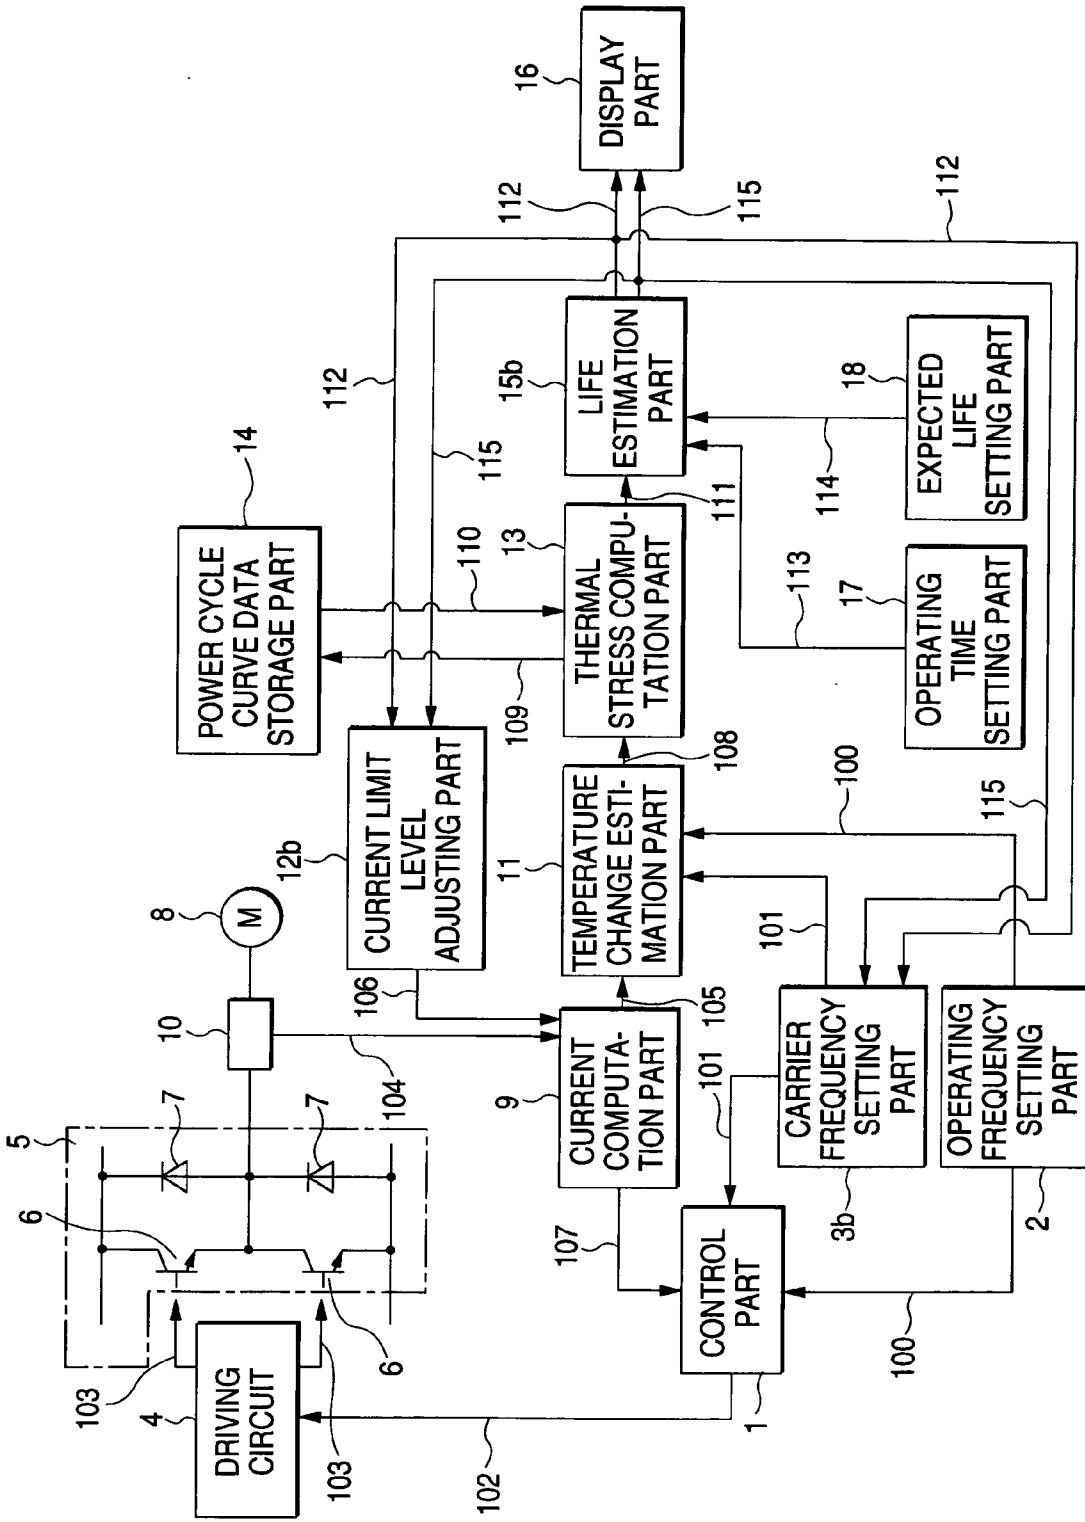 5
7
7
6
6
103
103
4
DRIVING
CIRCUIT
102
10
8
M
104
14
POWER CYCLE
CURVE DATA
STORAGE PART
109
110
112
115
12b
CURRENT LIMIT
LEVEL
ADJUSTING PART
106
9
CURRENT
COMPUTA-
TION PART
105
107
11
TEMPERATURE
CHANGE ESTI-
MATION PART
108
13
THERMAL
STRESS COMPU-
TATION PART
111
15b
LIFE
ESTIMATION
PART
112
115
16
DISPLAY
PART
112
1
CONTROL
PART
101
101
100
3b
CARRIER
FREQUENCY
SETTING
PART
2
OPERATING
FREQUENCY
SETTING
PART
100
115
17
OPERATING
TIME
SETTING PART
113
18
EXPECTED
LIFE
SETTING PART
114